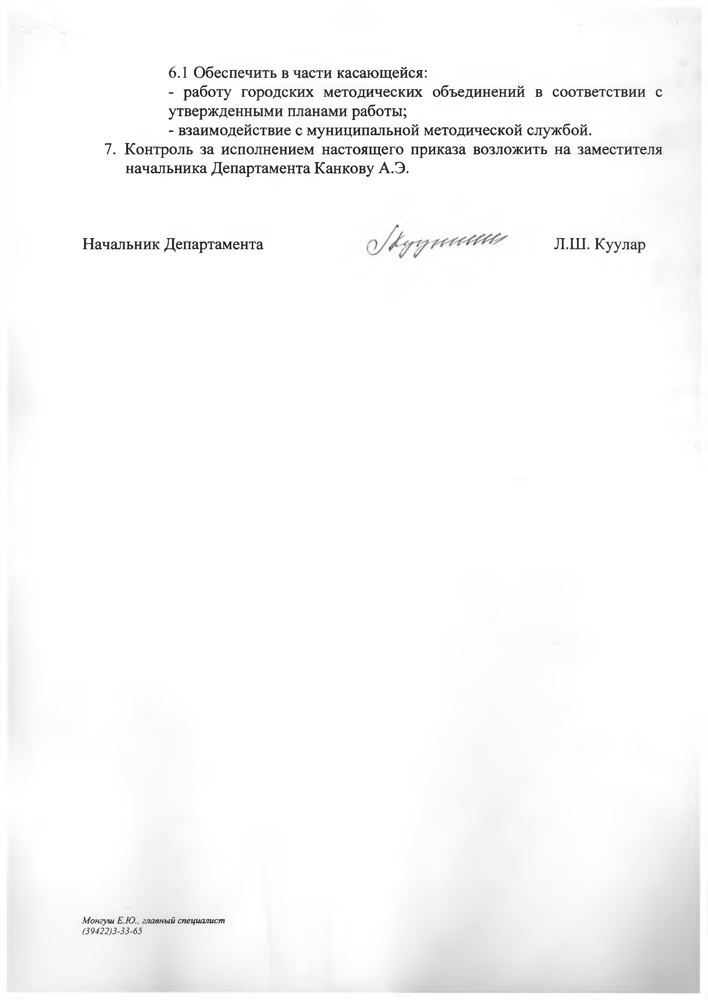 6.1 Обеспечить в части касающейся:
- работу городских методических объединений в соответствии с
утвержденными планами работы;
- взаимодействие с муниципальной методической службой.
7. Контроль за исполнением настоящего приказа возложить на заместителя
начальника Департамента Канкову А.Э.
Начальник Департамента Л.Ш. Куулар
Монгуш Е.Ю., главный специалист
(39422)3-33-65